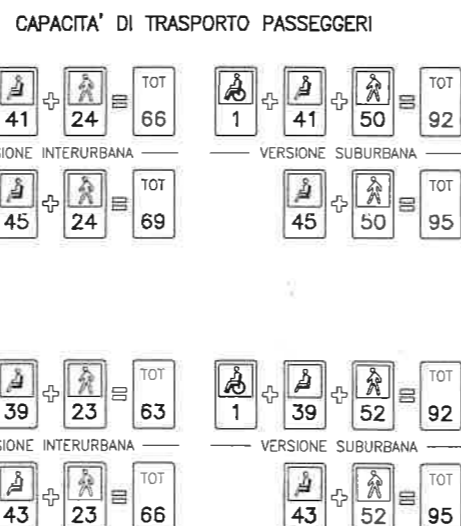 CAPACITA' DI TRASPORTO PASSEGGERI
TOT TOT
41 + 24 = 66 1 + 41 + 50 = 92
SIONE INTERURBANA VERSIONE SUBURBANA
TOT TOT
45 + 24 = 69 45 + 50 = 95
TOT TOT
39 + 23 = 63 1 + 39 + 52 = 92
SIONE INTERURBANA VERSIONE SUBURBANA
TOT TOT
43 + 23 = 66 43 + 52 = 95